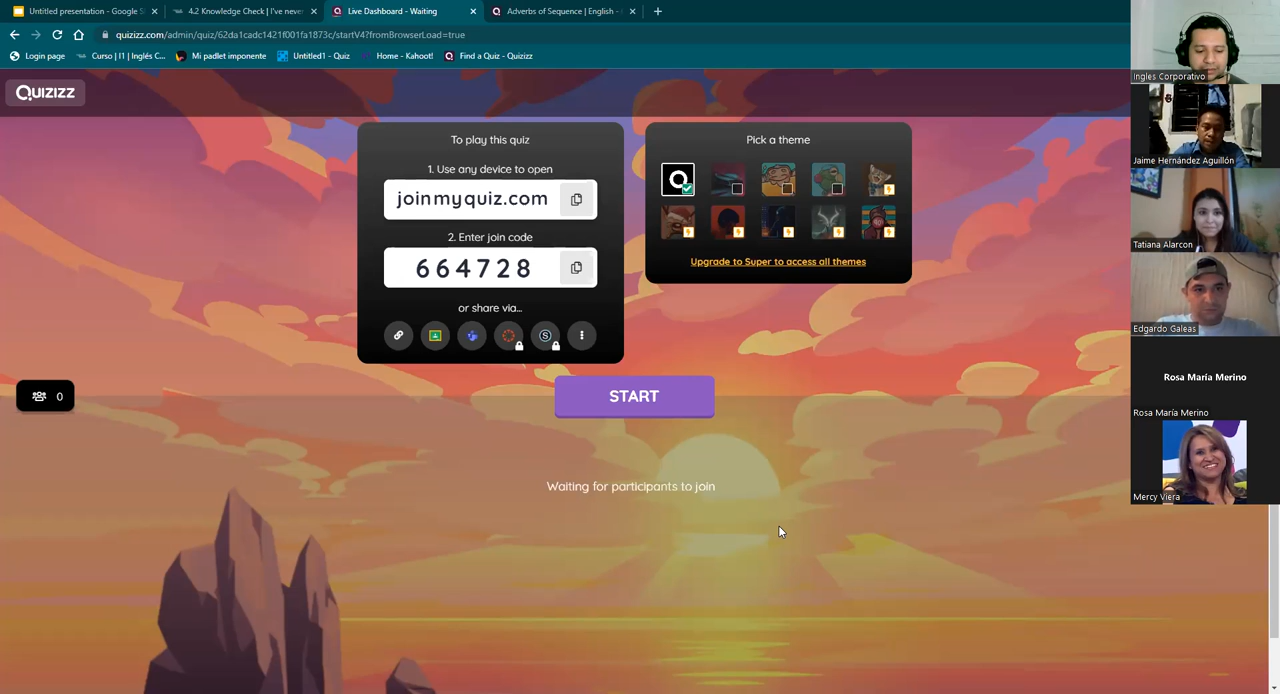 Untitled presentation - Google S
4.2 Knowledge Check | I've never
Live Dashboard - Waiting
Adverbs of Sequence | English -
quizizz.com/admin/quiz/62da1cadc1421f001fa1873c/startV4?fromBrowserLoad=true
Login page
Curso | I1 | Inglés C...
Mi padlet imponente
Untitled1 - Quiz
Home - Kahoot!
Find a Quiz - Quizizz
QUIZIZZ
To play this quiz
1. Use any device to open
joinmyquiz.com
2. Enter join code
664728
or share via...
Pick a theme
Upgrade to Super to access all themes
0
START
Waiting for participants to join
Ingles Corporativo
Jaime Hernández Aguillón
Tatiana Alarcon
Edgardo Galeas
Rosa María Merino
Rosa María Merino
Mercy Viera